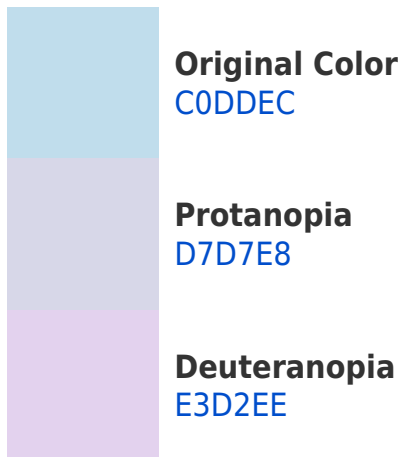 Original Color
C0DDEC
Protanopia
D7D7E8
Deuteranopia
E3D2EE